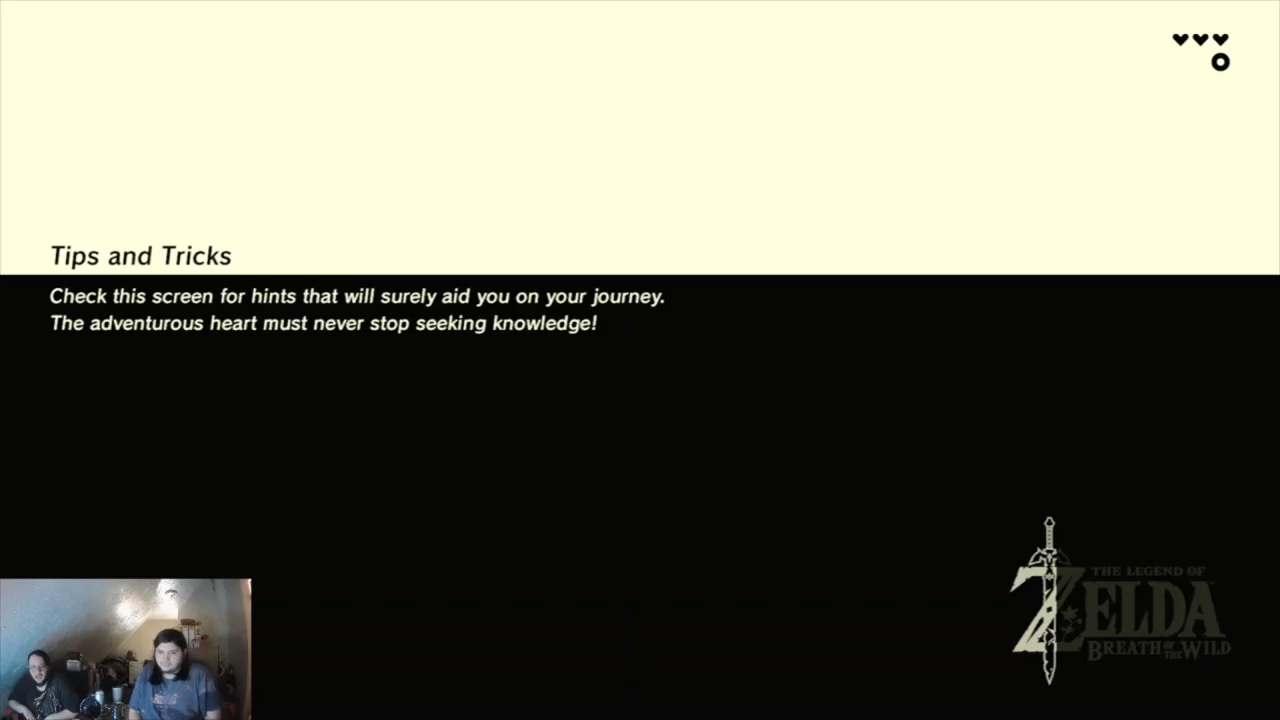 Tips and Tricks
Check this screen for hints that will surely aid you on your journey.
The adventurous heart must never stop seeking knowledge!
THE LEGEND OF
ZELDA
BREATH OF THE WILD